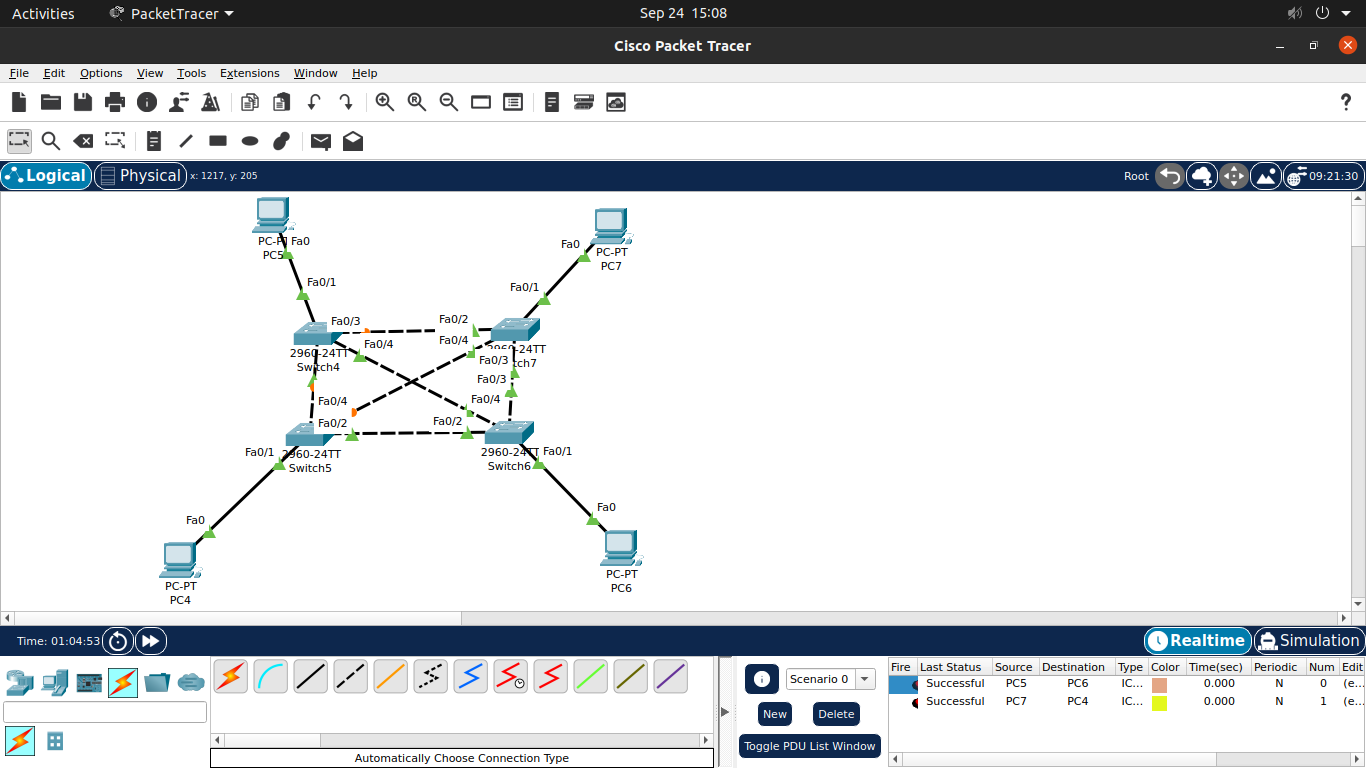 Activities PacketTracer Sep 24 15:08
Cisco Packet Tracer
File Edit Options View Tools Extensions Window Help
Logical Physical x: 1217, y: 205 Root 09:21:30
PC-PT Fa0
PC5
Fa0
PC-PT
PC7
Fa0/1
Fa0/1
Fa0/3
Fa0/2
Fa0/4
Fa0/4
2960-24TT
Switch4
2960-24TT
Switch7
Fa0/3
Fa0/3
Fa0/4
Fa0/4
Fa0/2
Fa0/2
Fa0/1
2960-24TT
Switch5
2960-24TT
Switch6
Fa0/1
Fa0
Fa0
PC-PT
PC4
PC-PT
PC6
Time: 01:04:53 Realtime Simulation
Scenario 0
New Delete
Toggle PDU List Window
Automatically Choose Connection Type
Fire Last Status Source Destination Type Color Time(sec) Periodic Num Edit
Successful PC5 PC6 IC... 0.000 N 0 (e...
Successful PC7 PC4 IC... 0.000 N 1 (e...